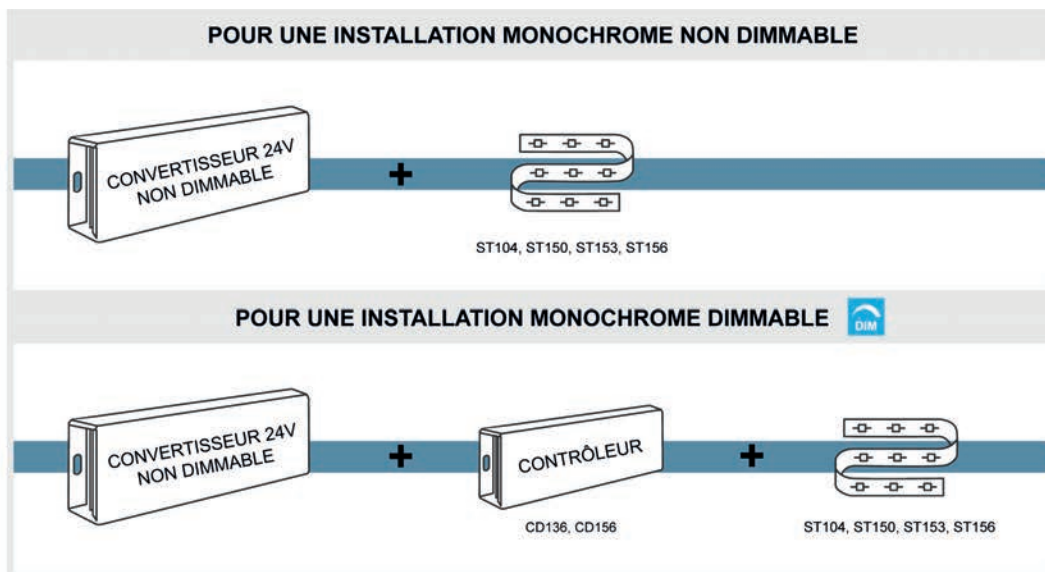 POUR UNE INSTALLATION MONOCHROME NON DIMMABLE
CONVERTISSEUR 24V
NON DIMMABLE
+
ST104, ST150, ST153, ST156
POUR UNE INSTALLATION MONOCHROME DIMMABLE
DIM
CONVERTISSEUR 24V
NON DIMMABLE
+
CONTRÔLEUR
+
CD136, CD156
ST104, ST150, ST153, ST156